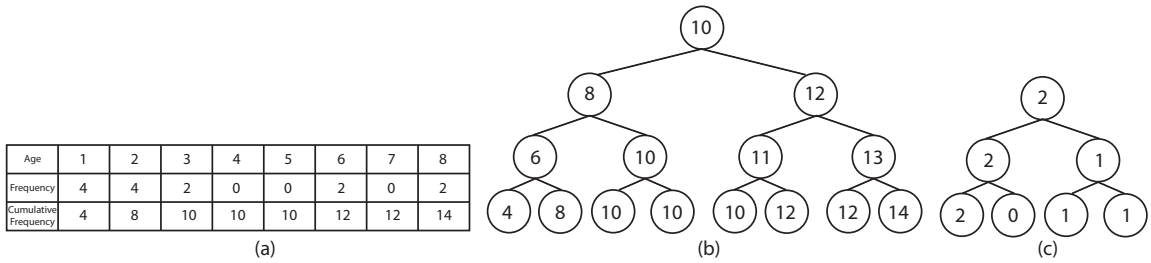 Age 1 2 3 4 5 6 7 8
Frequency 4 4 2 0 0 2 0 2
Cumulative Frequency 4 8 10 10 10 12 12 14
(a)
10
8 12
6 10 11 13
4 8 10 10 10 12 12 14
(b)
2
2 1
2 0 1 1
(c)